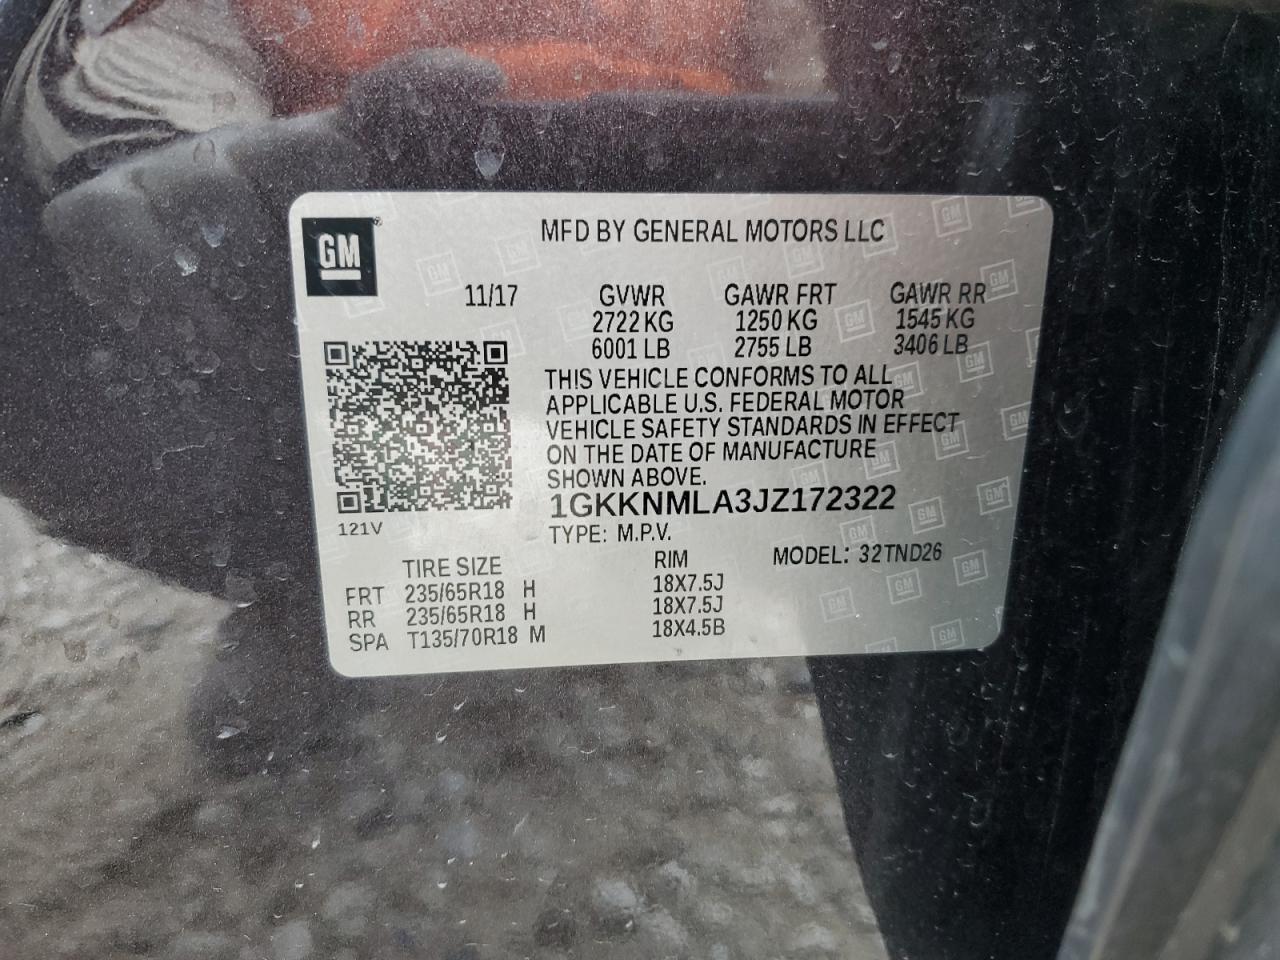 GM
MFD BY GENERAL MOTORS LLC
11/17 GVWR GAWR FRT GAWR RR
2722 KG 1250 KG 1545 KG
6001 LB 2755 LB 3406 LB
THIS VEHICLE CONFORMS TO ALL
APPLICABLE U.S. FEDERAL MOTOR
VEHICLE SAFETY STANDARDS IN EFFECT
ON THE DATE OF MANUFACTURE
SHOWN ABOVE.
1GKKNMLA3JZ172322
121V
TYPE: M.P.V.
TIRE SIZE RIM MODEL: 32TND26
FRT 235/65R18 H 18X7.5J
RR 235/65R18 H 18X7.5J
SPA T135/70R18 M 18X4.5B